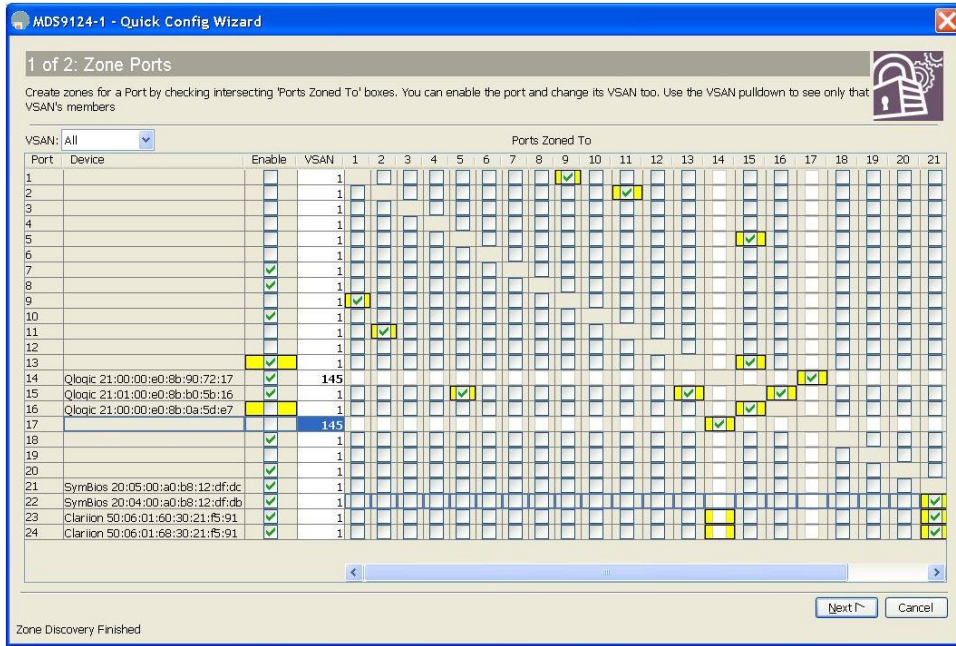 MDS9124-1 - Quick Config Wizard
1 of 2: Zone Ports
Create zones for a Port by checking intersecting 'Ports Zoned To' boxes. You can enable the port and change its VSAN too. Use the VSAN pulldown to see only that
VSAN's members
VSAN: All
Ports Zoned To
Port Device Enable VSAN 1 2 3 4 5 6 7 8 9 10 11 12 13 14 15 16 17 18 19 20 21
1 1
2 1
3 1
4 1
5 1
6 1
7 1
8 1
9 1
10 1
11 1
12 1
13 1
14 Qlogic 21:00:00:e0:8b:90:72:17 145
15 Qlogic 21:01:00:e0:8b:b0:5b:16 1
16 Qlogic 21:00:00:e0:8b:0a:5d:e7 1
17 145
18 1
19 1
20 1
21 SymBios 20:05:00:a0:b8:12:df:dc 1
22 SymBios 20:04:00:a0:b8:12:df:db 1
23 Clariion 50:06:01:60:30:21:f5:91 1
24 Clariion 50:06:01:68:30:21:f5:91 1
Next Cancel
Zone Discovery Finished